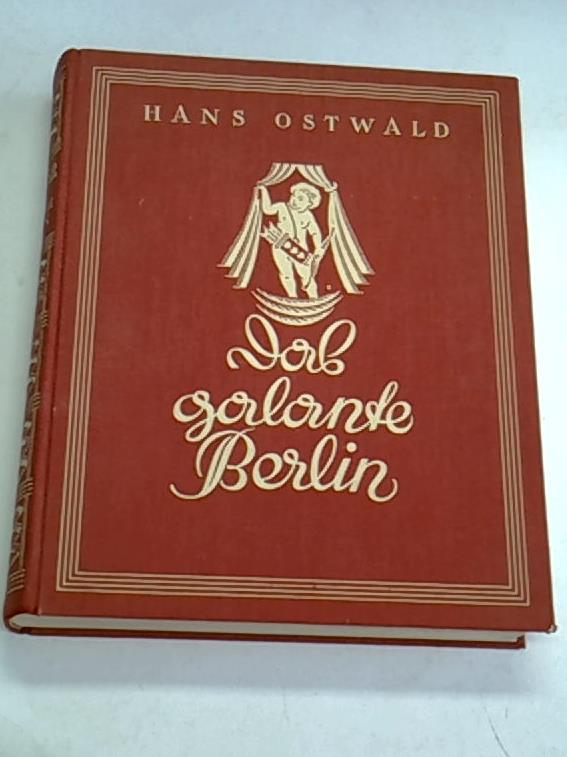 HANS OSTWALD
Das
galante
Berlin